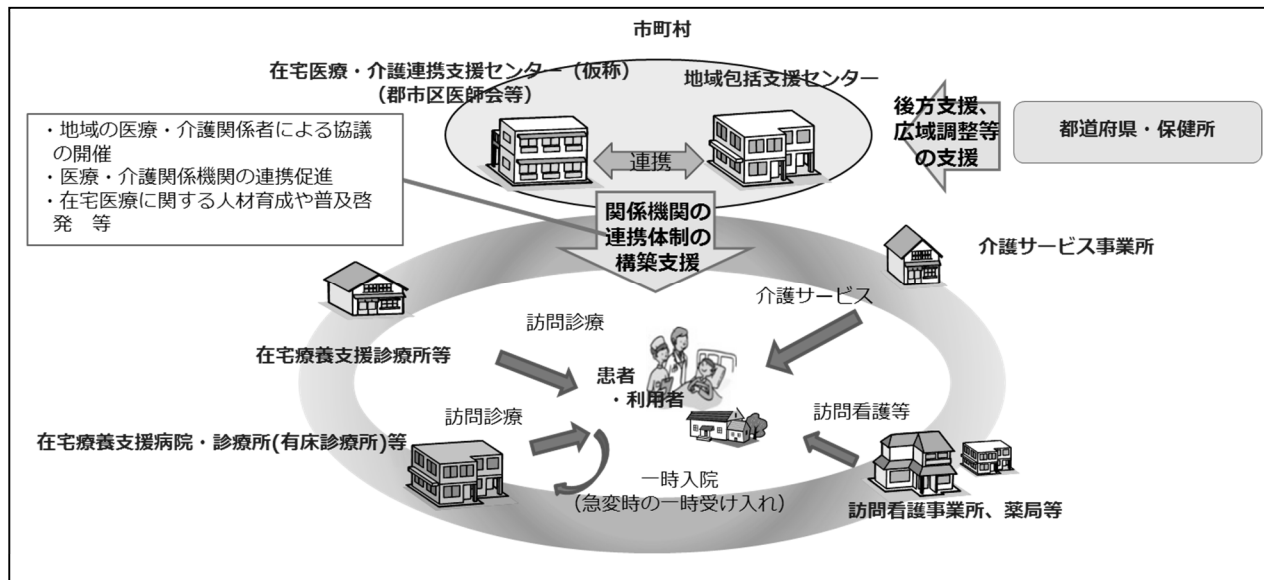 市町村
在宅医療・介護連携支援センター（仮称）
（郡市区医師会等）
地域包括支援センター
連携
後方支援、
広域調整等
の支援
都道府県・保健所
・地域の医療・介護関係者による協議
の開催
・医療・介護関係機関の連携促進
・在宅医療に関する人材育成や普及啓
発　等
関係機関の
連携体制の
構築支援
介護サービス事業所
介護サービス
訪問診療
在宅療養支援診療所等
患者
・利用者
訪問診療
訪問看護等
在宅療養支援病院・診療所(有床診療所)等
一時入院
（急変時の一時受け入れ）
訪問看護事業所、薬局等